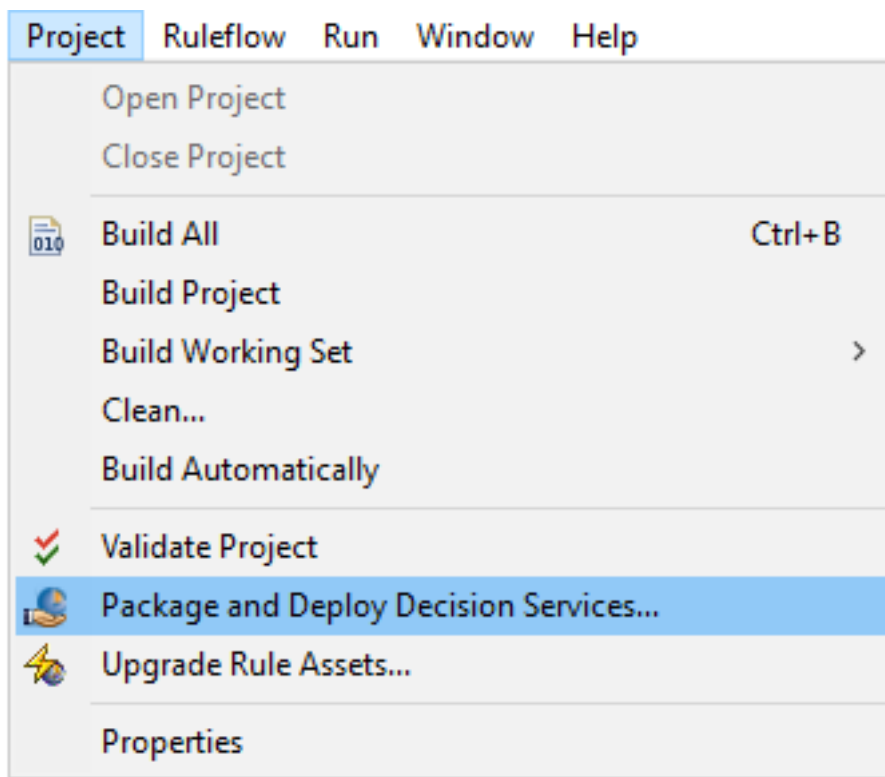 Project Ruleflow Run Window Help
Open Project
Close Project
010 Build All Ctrl+B
Build Project
Build Working Set >
Clean...
Build Automatically
Validate Project
Package and Deploy Decision Services...
Upgrade Rule Assets...
Properties